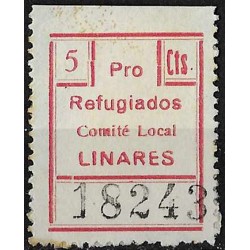 5 Pro Cts.
Refugiados
Comité Local
LINARES
18243